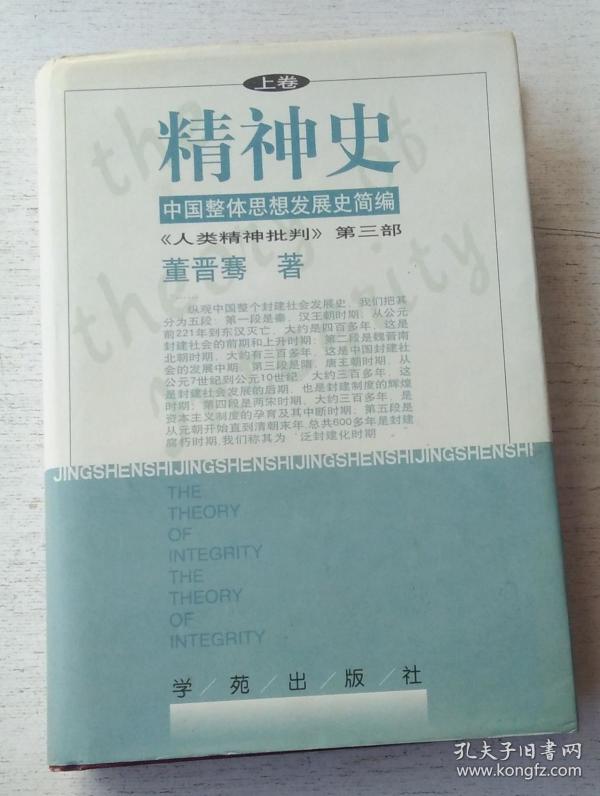 上卷
精神史
中国整体思想发展史简编
《人类精神批判》第三部
董晋骞 著
……
纵观中国整个封建社会发展史，我们把其
分为五段：第一段是秦、汉王朝时期，从公元
前221年到东汉灭亡，大约是四百多年，这是
封建社会的前期和上升时期；第二段是魏晋南
北朝时期，大约有三百多年，这是中国封建社
会的发展中期；第三段是隋、唐王朝时期，从
公元7世纪到公元10世纪，大约三百多年，这
是封建社会发展的后期，也是封建制度的辉煌
时期；第四段是两宋时期，大约三百多年，是
资本主义制度的孕育及其中断时期；第五段是
从元朝开始直到清朝末年，总共600多年是封建
腐朽时期，我们称其为“泛封建化时期
JINGSHENSHIJINGSHENSHIJINGSHENSHIJINGSHENSHI
THE
THEORY
OF
INTEGRITY
THE
THEORY
OF
INTEGRITY
学/苑/出/版/社
孔夫子旧书网
www.kongfz.com